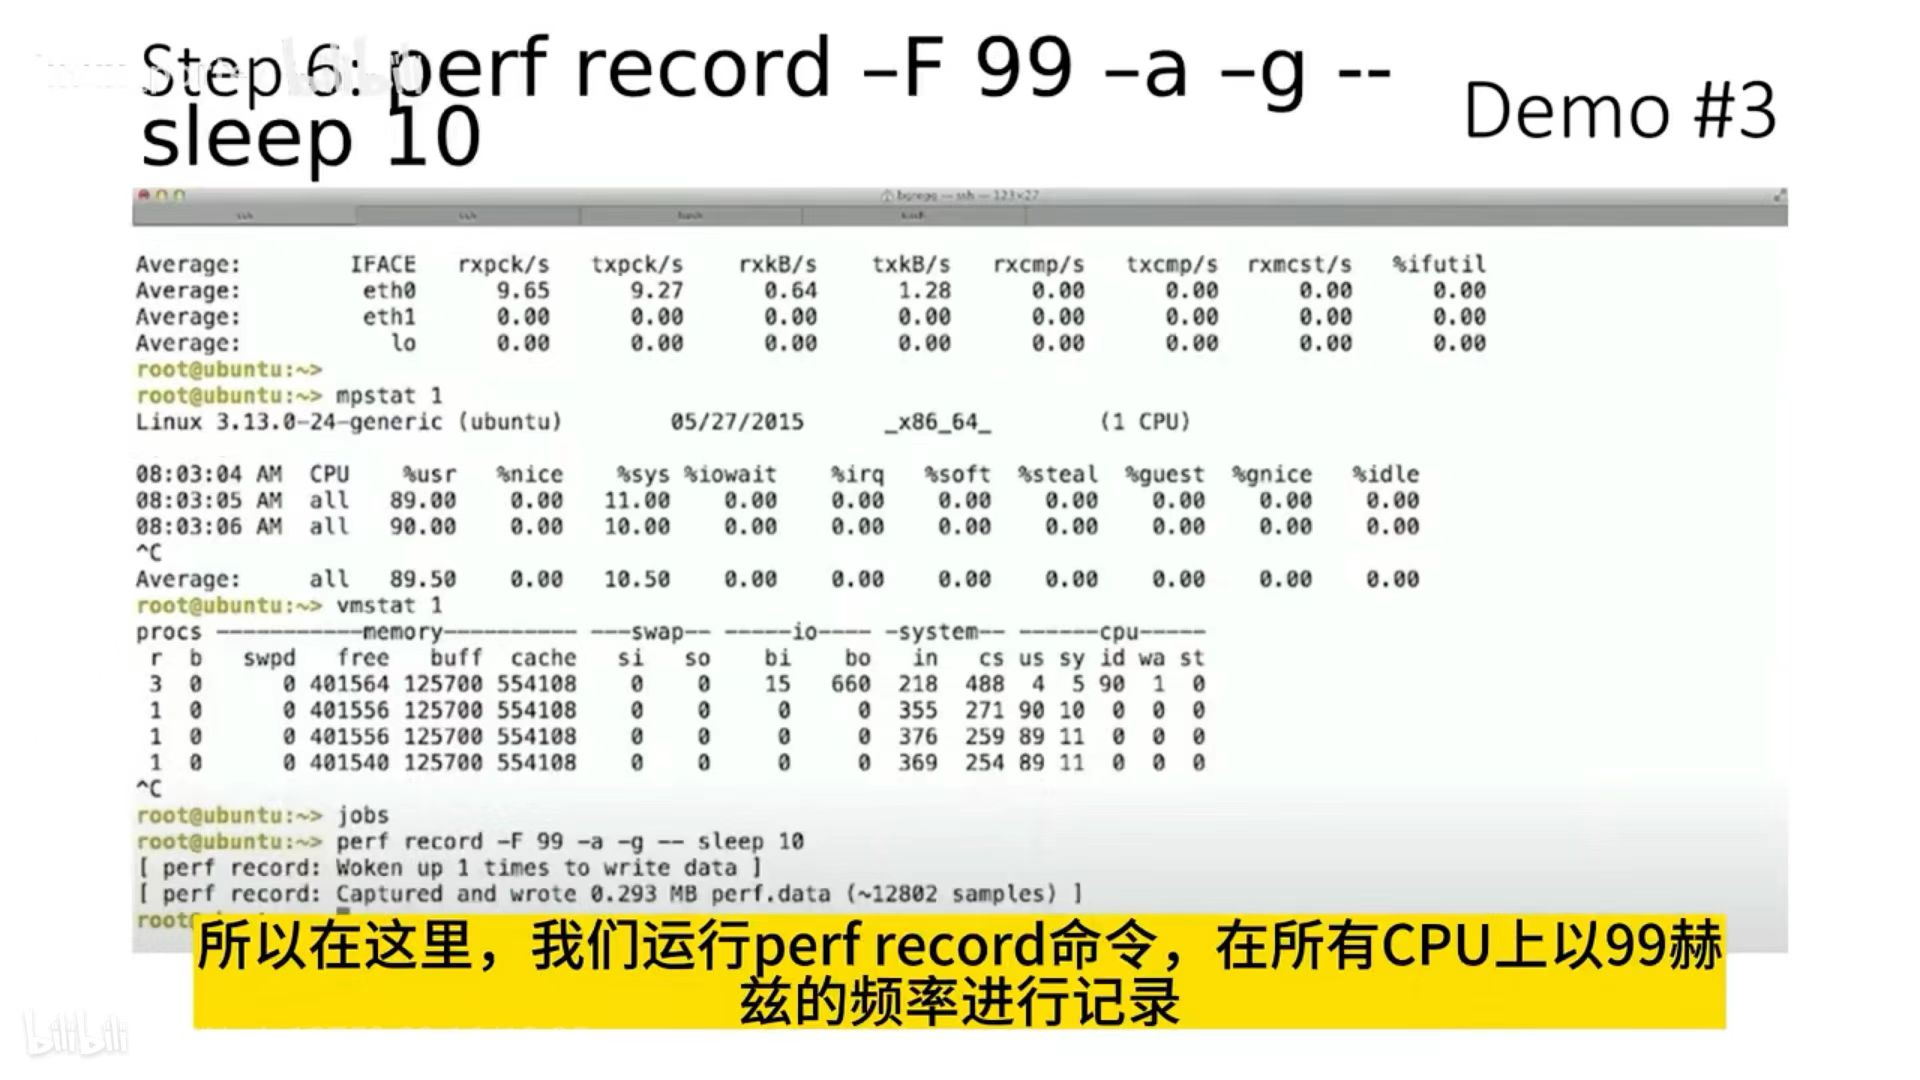 Step 6: perf record –F 99 –a –g --
sleep 10
Demo #3
bgregg — ssh — 123×27
ssh ssh bash bash
Average: IFACE rxpck/s txpck/s rxkB/s txkB/s rxcmp/s txcmp/s rxmcst/s %ifutil
Average: eth0 9.65 9.27 0.64 1.28 0.00 0.00 0.00 0.00
Average: eth1 0.00 0.00 0.00 0.00 0.00 0.00 0.00 0.00
Average: lo 0.00 0.00 0.00 0.00 0.00 0.00 0.00 0.00
root@ubuntu:~>
root@ubuntu:~> mpstat 1
Linux 3.13.0-24-generic (ubuntu) 05/27/2015 _x86_64_ (1 CPU)
08:03:04 AM CPU %usr %nice %sys %iowait %irq %soft %steal %guest %gnice %idle
08:03:05 AM all 89.00 0.00 11.00 0.00 0.00 0.00 0.00 0.00 0.00 0.00
08:03:06 AM all 90.00 0.00 10.00 0.00 0.00 0.00 0.00 0.00 0.00 0.00
^C
Average: all 89.50 0.00 10.50 0.00 0.00 0.00 0.00 0.00 0.00 0.00
root@ubuntu:~> vmstat 1
procs -----------memory---------- ---swap-- -----io---- -system-- ------cpu-----
r b swpd free buff cache si so bi bo in cs us sy id wa st
3 0 0 401564 125700 554108 0 0 15 660 218 488 4 5 90 1 0
1 0 0 401556 125700 554108 0 0 0 0 355 271 90 10 0 0 0
1 0 0 401556 125700 554108 0 0 0 0 376 259 89 11 0 0 0
1 0 0 401540 125700 554108 0 0 0 0 369 254 89 11 0 0 0
^C
root@ubuntu:~> jobs
root@ubuntu:~> perf record -F 99 -a -g -- sleep 10
[ perf record: Woken up 1 times to write data ]
[ perf record: Captured and wrote 0.293 MB perf.data (~12802 samples) ]
root
所以在这里，我们运行perf record命令，在所有CPU上以99赫
兹的频率进行记录
bilibili